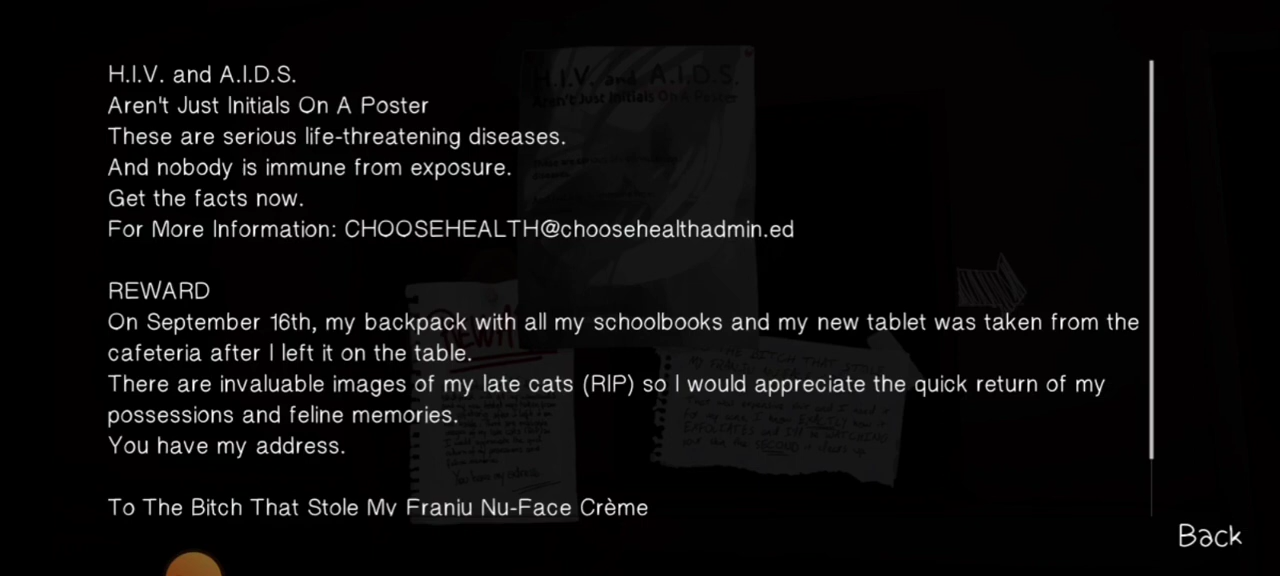 H.I.V. and A.I.D.S.
Aren't Just Initials On A Poster
These are serious life-threatening diseases.
And nobody is immune from exposure.
Get the facts now.
For More Information: CHOOSEHEALTH@choosehealthadmin.ed
REWARD
On September 16th, my backpack with all my schoolbooks and my new tablet was taken from the
cafeteria after I left it on the table.
There are invaluable images of my late cats (RIP) so I would appreciate the quick return of my
possessions and feline memories.
You have my address.
To The Bitch That Stole My Franiu Nu-Face Crème
Back